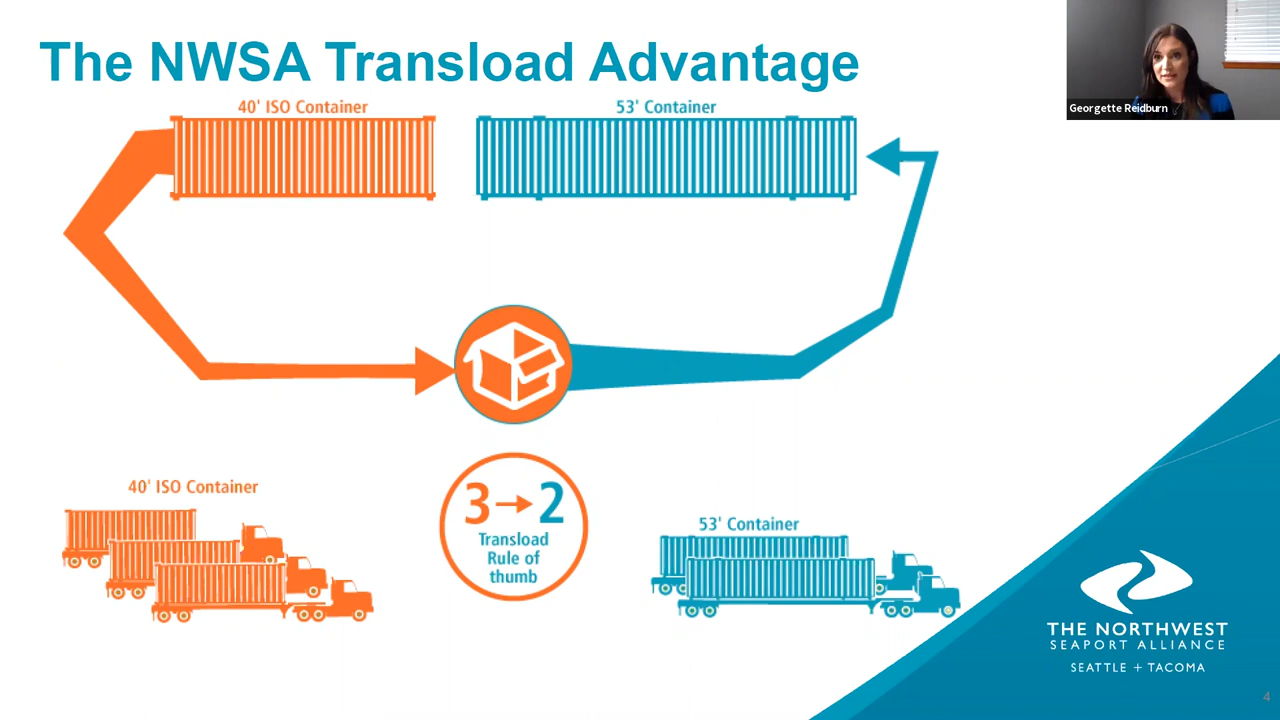 The NWSA Transload Advantage
Georgette Reidburn
40' ISO Container
53' Container
3→2
Transload
Rule of
thumb
40' ISO Container
53' Container
THE NORTHWEST
SEAPORT ALLIANCE
SEATTLE + TACOMA
4